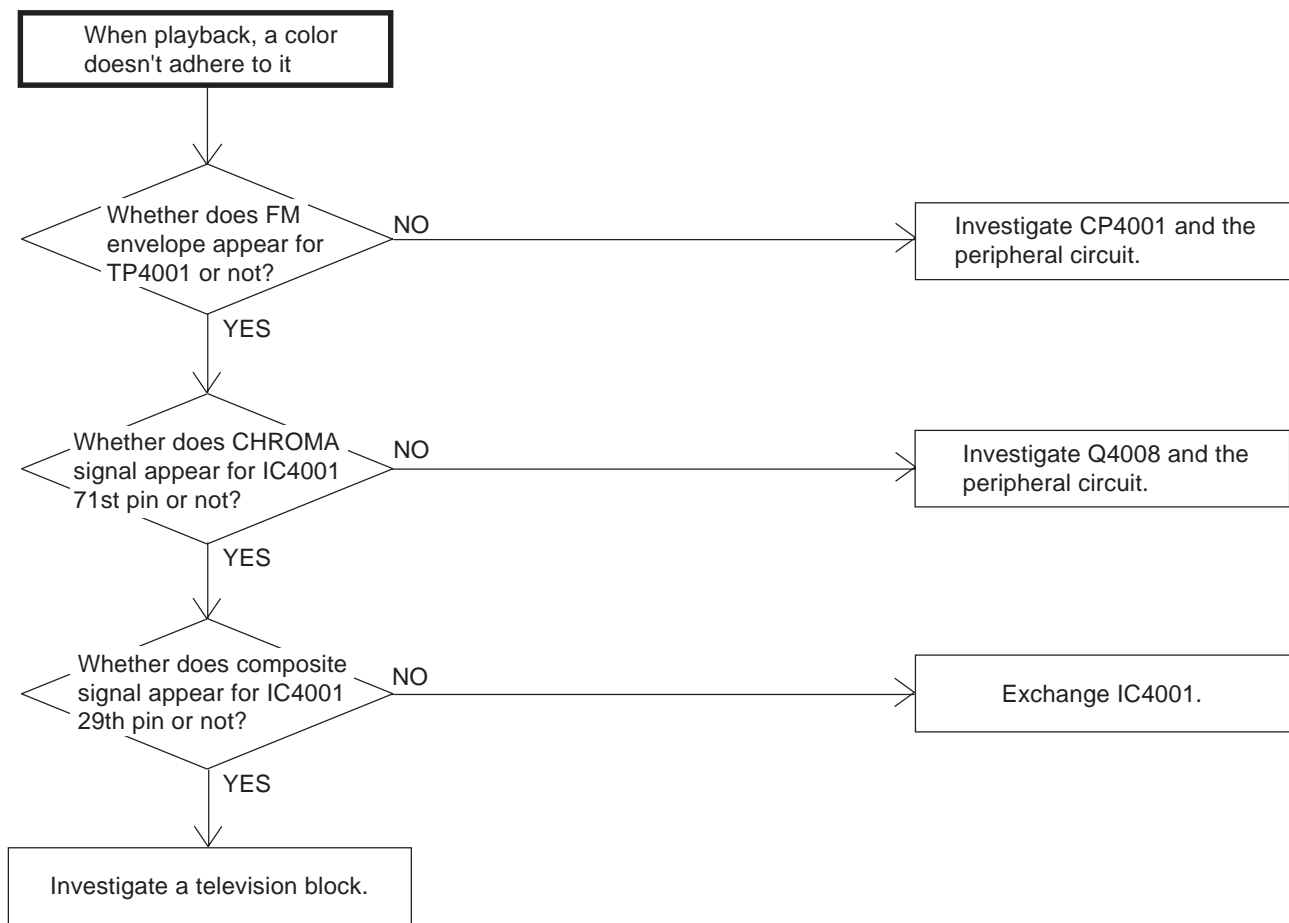 When playback, a color
doesn't adhere to it
Whether does FM
envelope appear for
TP4001 or not?
NO
Investigate CP4001 and the
peripheral circuit.
YES
Whether does CHROMA
signal appear for IC4001
71st pin or not?
NO
Investigate Q4008 and the
peripheral circuit.
YES
Whether does composite
signal appear for IC4001
29th pin or not?
NO
Exchange IC4001.
YES
Investigate a television block.